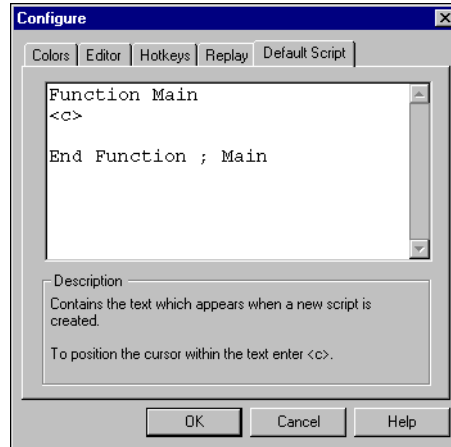 Configure
Colors Editor Hotkeys Replay Default Script
Function Main
<c>
End Function ; Main
Description
Contains the text which appears when a new script is
created.
To position the cursor within the text enter <c>.
OK Cancel Help